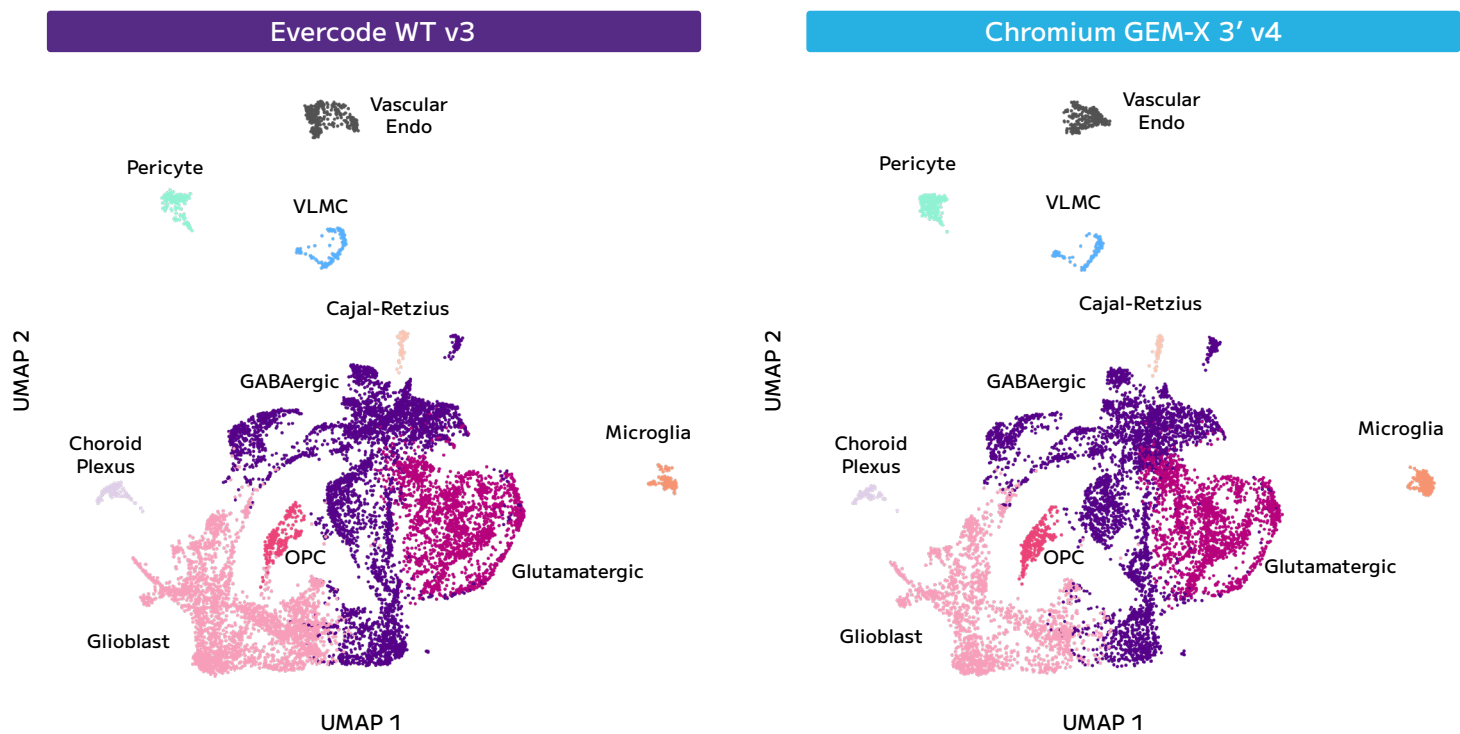 Evercode WT v3
Vascular
Endo
Pericyte
VLMC
Cajal-Retzius
GABAergic
Choroid
Plexus
Microglia
OPC
Glutamatergic
Glioblast
UMAP 2
UMAP 1
Chromium GEM-X 3′ v4
Vascular
Endo
Pericyte
VLMC
Cajal-Retzius
GABAergic
Choroid
Plexus
Microglia
OPC
Glutamatergic
Glioblast
UMAP 2
UMAP 1